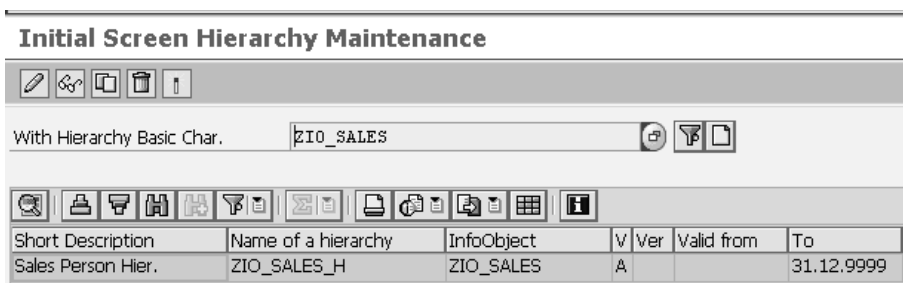 Initial Screen Hierarchy Maintenance
With Hierarchy Basic Char. ZIO_SALES
Short Description Name of a hierarchy InfoObject V Ver Valid from To
Sales Person Hier. ZIO_SALES_H ZIO_SALES A 31.12.9999